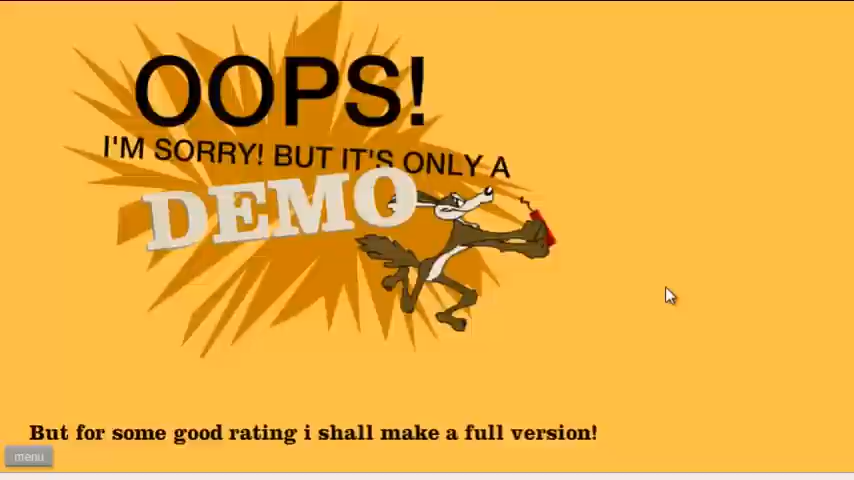 OOPS!
I'M SORRY! BUT IT'S ONLY A
DEMO
But for some good rating i shall make a full version!
menu